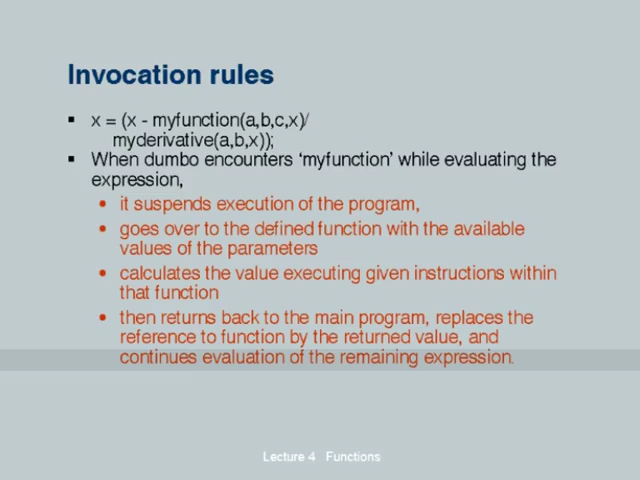 Invocation rules
▪ x = (x - myfunction(a,b,c,x)/
myderivative(a,b,x));
▪ When dumbo encounters ‘myfunction’ while evaluating the
expression,
• it suspends execution of the program,
• goes over to the defined function with the available
values of the parameters
• calculates the value executing given instructions within
that function
• then returns back to the main program, replaces the
reference to function by the returned value, and
continues evaluation of the remaining expression.
Lecture 4 Functions